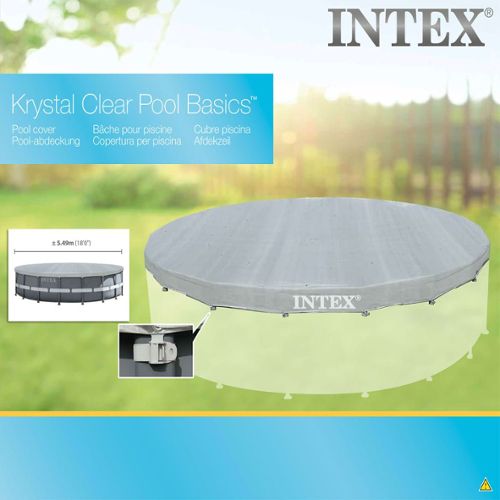 INTEX®
Krystal Clear Pool Basics™
Pool cover
Pool-abdeckung
Bâche pour piscine
Copertura per piscina
Cubre piscina
Afdekzeil
± 5.49m (18'0")
INTEX®